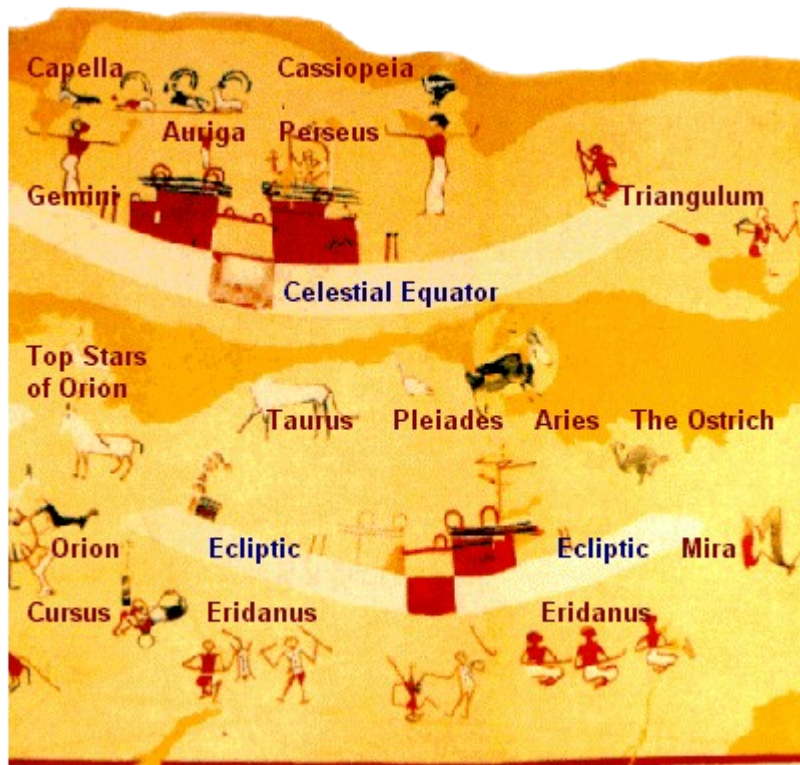 Capella Cassiopeia
Auriga Perseus
Gemini Triangulum
Celestial Equator
Top Stars
of Orion
Taurus Pleiades Aries The Ostrich
Orion Ecliptic Ecliptic Mira
Cursus Eridanus Eridanus